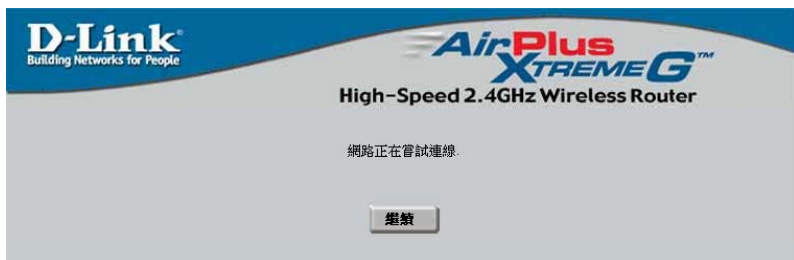 D-Link
Building Networks for People
AirPlus
XTREME G™
High-Speed 2.4GHz Wireless Router
網路正在嘗試連線.
繼續